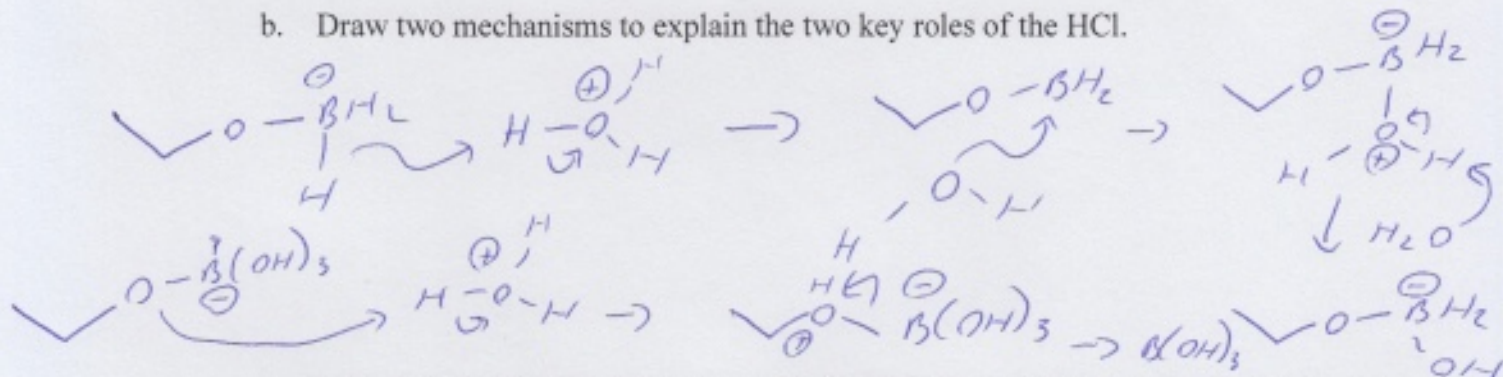 b. Draw two mechanisms to explain the two key roles of the HCl.
⊖ ⊕ H ⊖
O – BH2 H – O H → O – BH2 → O – B H2
H H O H H O ⊕ H
H ↓ H2O
O – B(OH)3 ⊖ ⊕ H H – O – H → H O ⊕ ⊖ B(OH)3 → B(OH)3 O – BH2 ⊖
OH